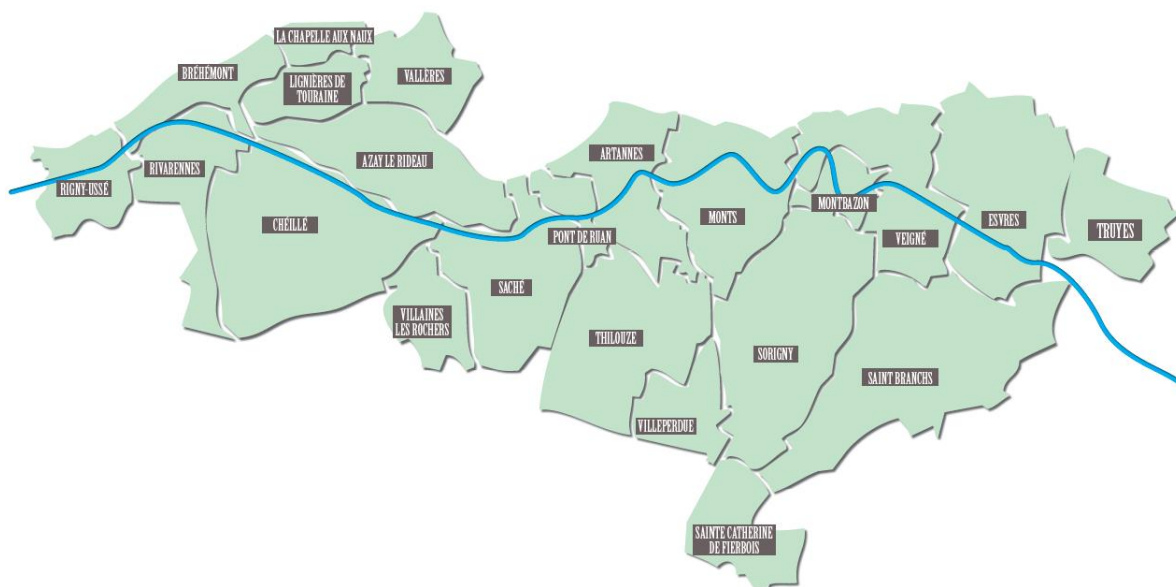 LA CHAPELLE AUX NAUX
BRÉHÉMONT
LIGNIÈRES DE
TOURAINE
VALLÈRES
RIGNY-USSÉ
RIVARENNES
AZAY LE RIDEAU
ARTANNES
CHÉILLÉ
PONT DE RUAN
MONTS
MONTBAZON
VEIGNÉ
ESVRES
TRUYES
SACHÉ
VILLAINES
LES ROCHERS
THILOUZE
SORIGNY
SAINT BRANCHS
VILLEPERDUE
SAINTE CATHERINE
DE FIERBOIS